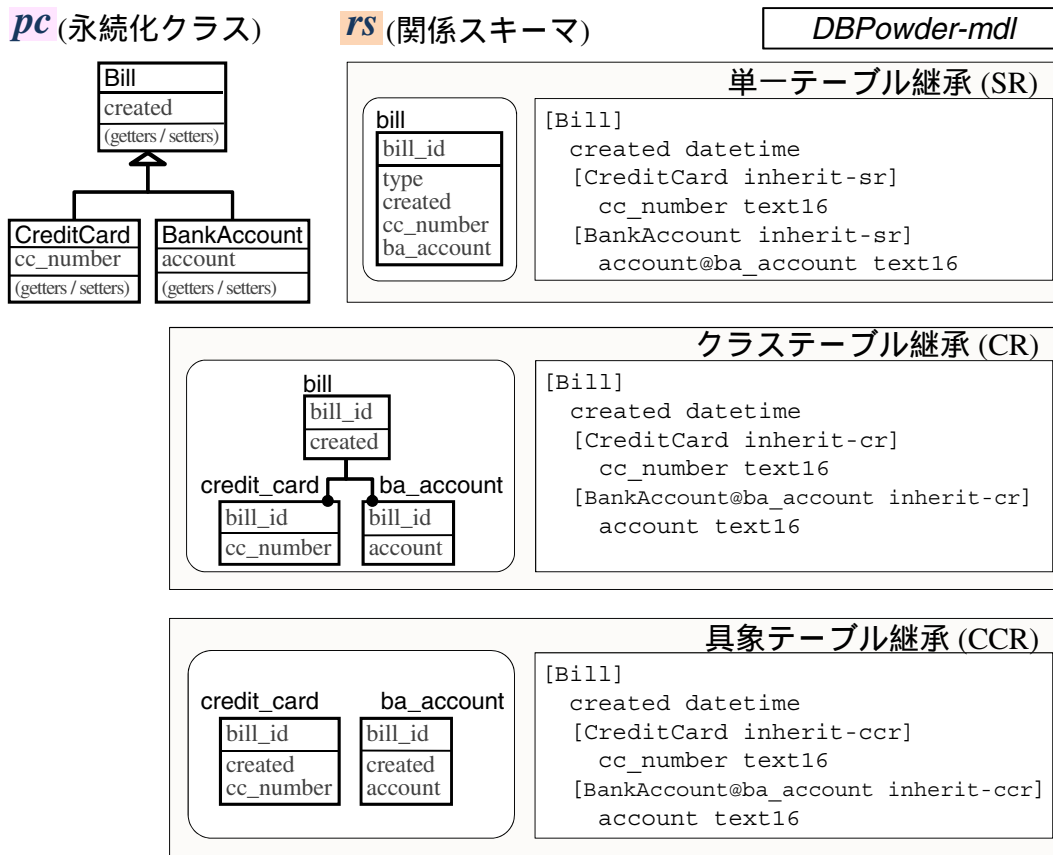 pc (永続化クラス)
rs (関係スキーマ)
DBPowder-mdl
Bill
created
(getters / setters)
CreditCard
cc_number
(getters / setters)
BankAccount
account
(getters / setters)
単一テーブル継承 (SR)
bill
bill_id
type
created
cc_number
ba_account
[Bill]
created datetime
[CreditCard inherit-sr]
cc_number text16
[BankAccount inherit-sr]
account@ba_account text16
クラステーブル継承 (CR)
bill
bill_id
created
credit_card
bill_id
cc_number
ba_account
bill_id
account
[Bill]
created datetime
[CreditCard inherit-cr]
cc_number text16
[BankAccount@ba_account inherit-cr]
account text16
具象テーブル継承 (CCR)
credit_card
bill_id
created
cc_number
ba_account
bill_id
created
account
[Bill]
created datetime
[CreditCard inherit-ccr]
cc_number text16
[BankAccount@ba_account inherit-ccr]
account text16